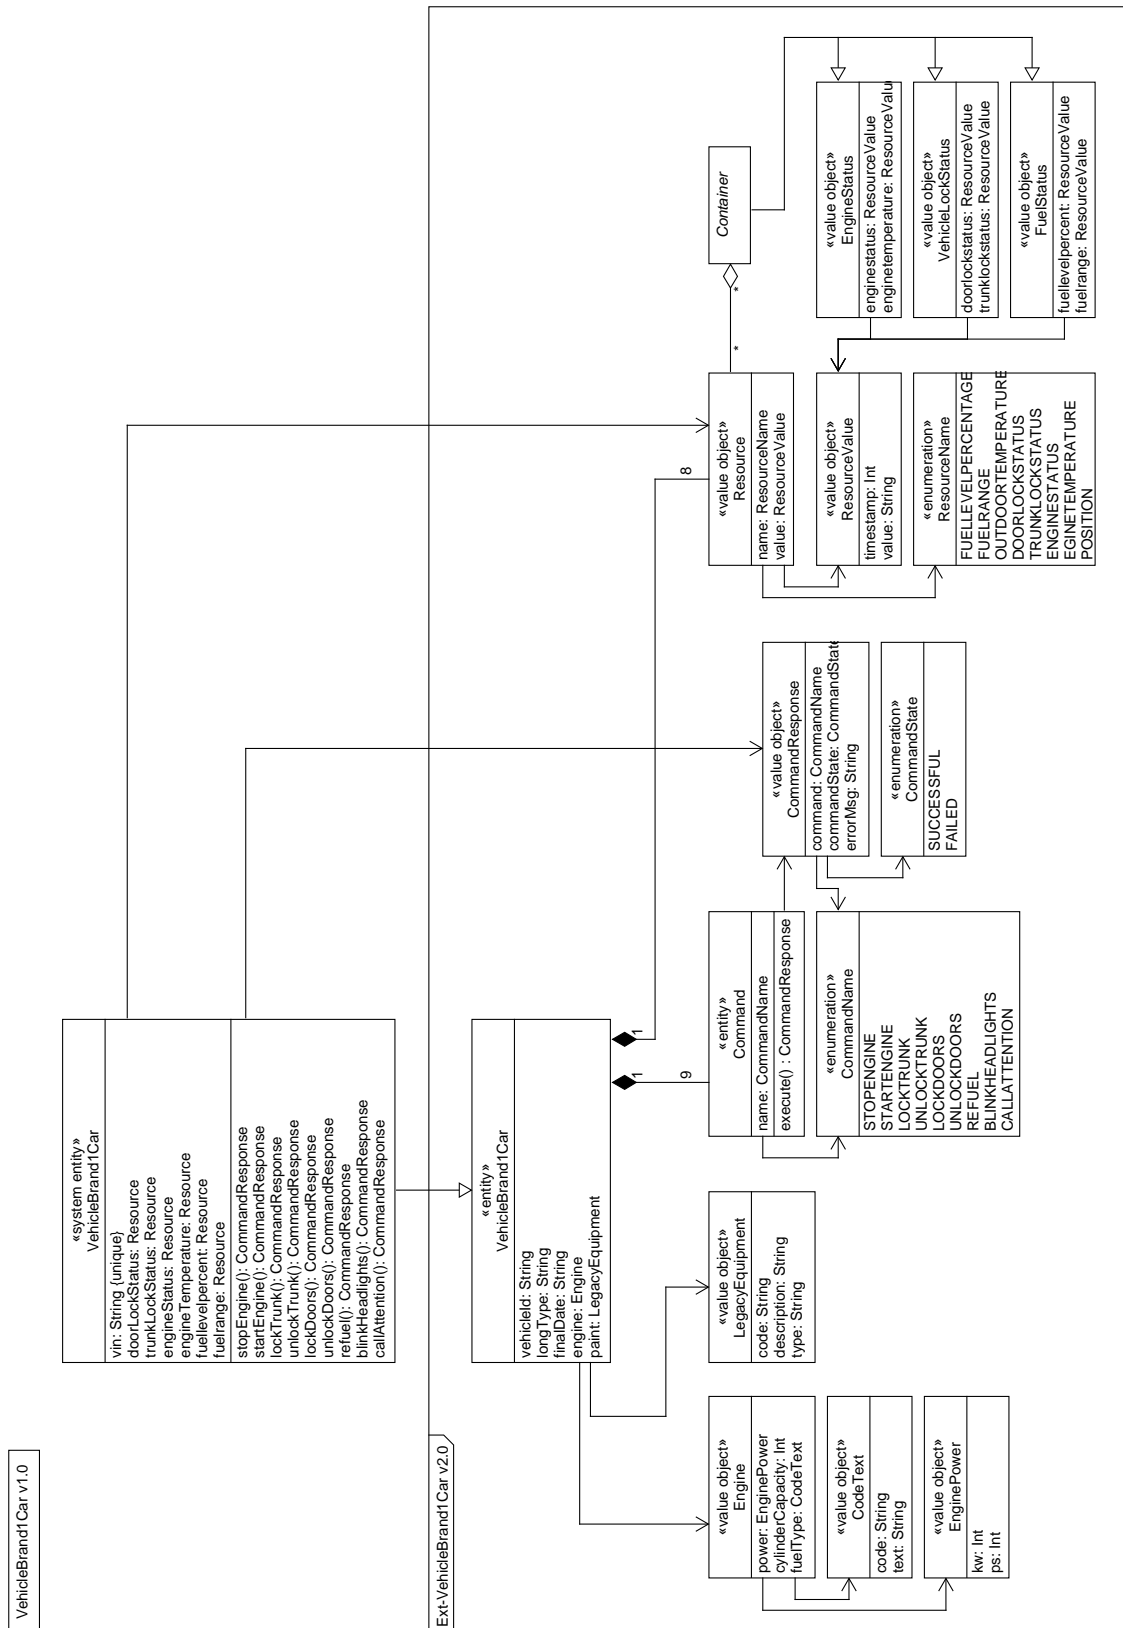 VehicleBrand1Car v1.0
«system entity»
VehicleBrand1Car
vin: String {unique}
doorLockStatus: Resource
trunkLockStatus: Resource
engineStatus: Resource
engineTemperature: Resource
fuellevelpercent: Resource
fuelrange: Resource
stopEngine(): CommandResponse
startEngine(): CommandResponse
lockTrunk(): CommandResponse
unlockTrunk(): CommandResponse
lockDoors(): CommandResponse
unlockDoors(): CommandResponse
refuel(): CommandResponse
blinkHeadlights(): CommandResponse
callAttention(): CommandResponse
Ext-VehicleBrand1Car v2.0
«entity»
VehicleBrand1Car
vehicleId: String
longType: String
finalDate: String
engine: Engine
paint: LegacyEquipment
1
1
9
8
«value object»
Engine
power: EnginePower
cylinderCapacity: Int
fuelType: CodeText
«value object»
CodeText
code: String
text: String
«value object»
EnginePower
kw: Int
ps: Int
«value object»
LegacyEquipment
code: String
description: String
type: String
«entity»
Command
name: CommandName
execute() : CommandResponse
«enumeration»
CommandName
STOPENGINE
STARTENGINE
LOCKTRUNK
UNLOCKTRUNK
LOCKDOORS
UNLOCKDOORS
REFUEL
BLINKHEADLIGHTS
CALLATTENTION
«value object»
CommandResponse
command: CommandName
commandState: CommandState
errorMsg: String
«enumeration»
CommandState
SUCCESSFUL
FAILED
«value object»
Resource
name: ResourceName
value: ResourceValue
«value object»
ResourceValue
timestamp: Int
value: String
«enumeration»
ResourceName
FUELLEVELPERCENTAGE
FUELRANGE
OUTDOORTEMPERATURE
DOORLOCKSTATUS
TRUNKLOCKSTATUS
ENGINESTATUS
EGINETEMPERATURE
POSITION
*
*
Container
«value object»
EngineStatus
enginestatus: ResourceValue
enginetemperature: ResourceValu
«value object»
VehicleLockStatus
doorlockstatus: ResourceValue
trunklockstatus: ResourceValue
«value object»
FuelStatus
fuellevelpercent: ResourceValue
fuelrange: ResourceValue